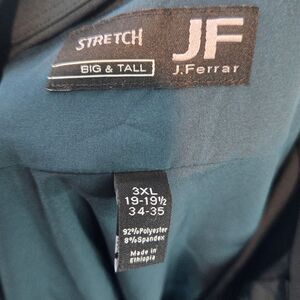 STRETCH
BIG & TALL
JF
J.Ferrar
3XL
19-19½
34-35
92%Polyester
8%Spandex
Made in
Ethiopia